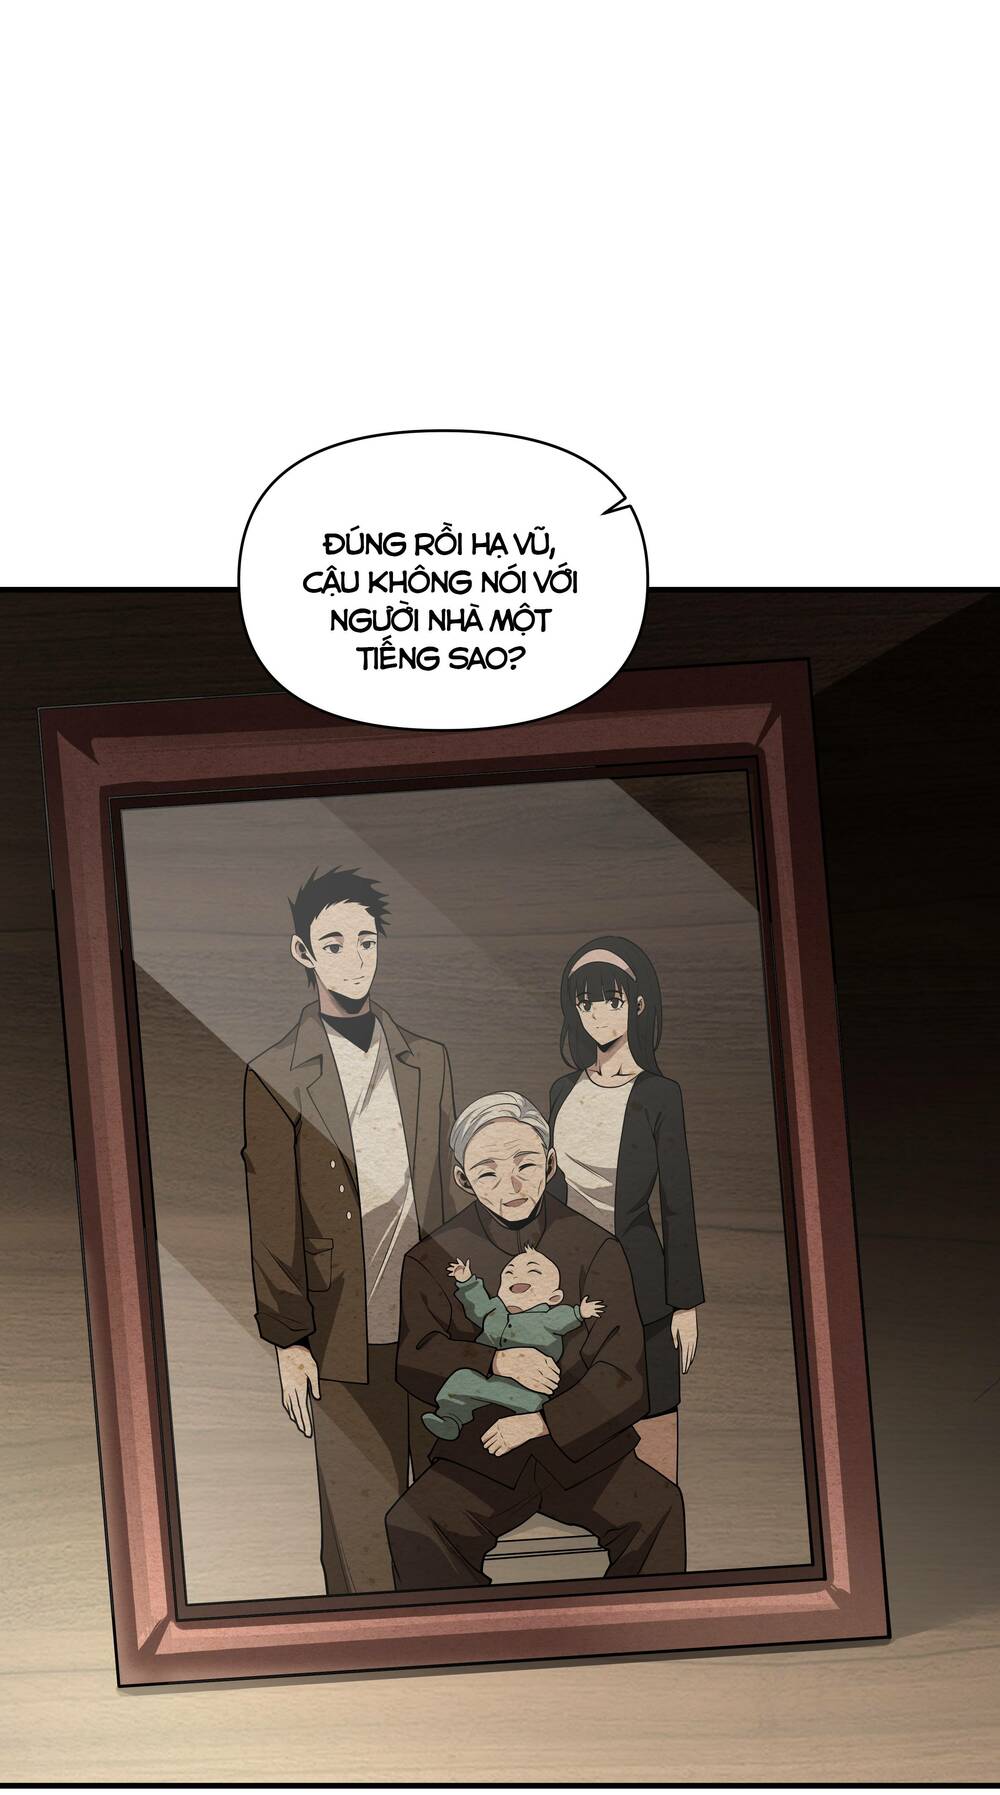 ĐÚNG RỒI HẠ VŨ,
CẬU KHÔNG NÓI VỚI
NGƯỜI NHÀ MỘT
TIẾNG SAO?